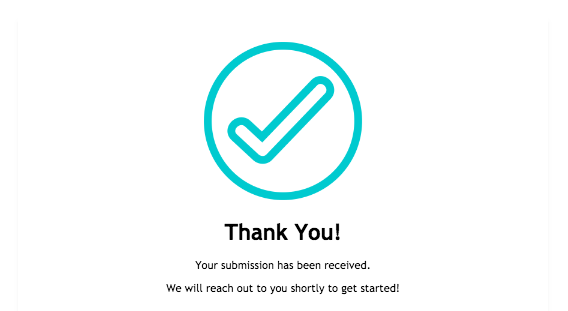 Thank You!
Your submission has been received.
We will reach out to you shortly to get started!